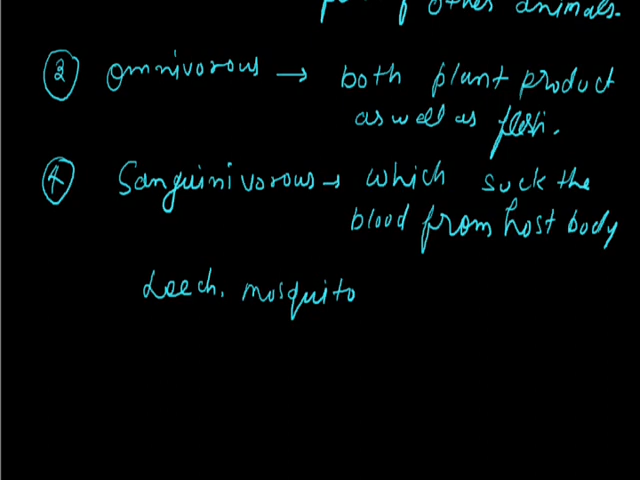 of other animals.
③ omnivorous → both plant product
as well as flesh.
④ Sanguinivorous → which suck the
blood from host body
Leech. mosquito